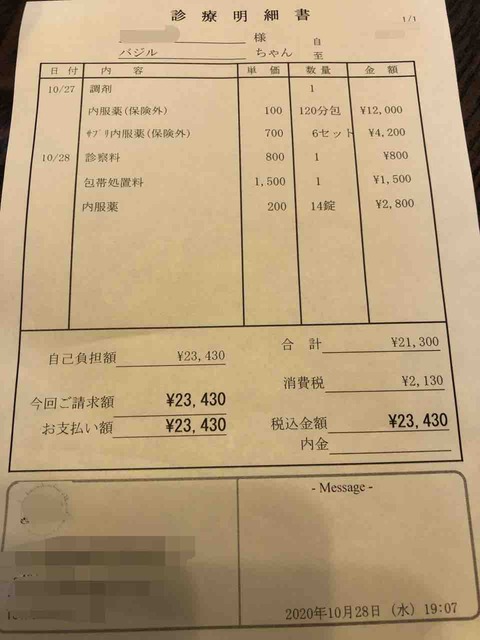 診療明細書
1/1
様 自
バジル ちゃん 至
日付 内容 単価 数量 金額
10/27 調剤 1
内服薬(保険外) 100 120分包 ¥12,000
ｻﾌﾟﾘ内服薬(保険外) 700 6セット ¥4,200
10/28 診察料 800 1 ¥800
包帯処置料 1,500 1 ¥1,500
内服薬 200 14錠 ¥2,800
合計 ¥21,300
自己負担額 ¥23,430
消費税 ¥2,130
今回ご請求額 ¥23,430
税込金額 ¥23,430
お支払い額 ¥23,430
内金
- Message -
2020年10月28日 (水) 19:07